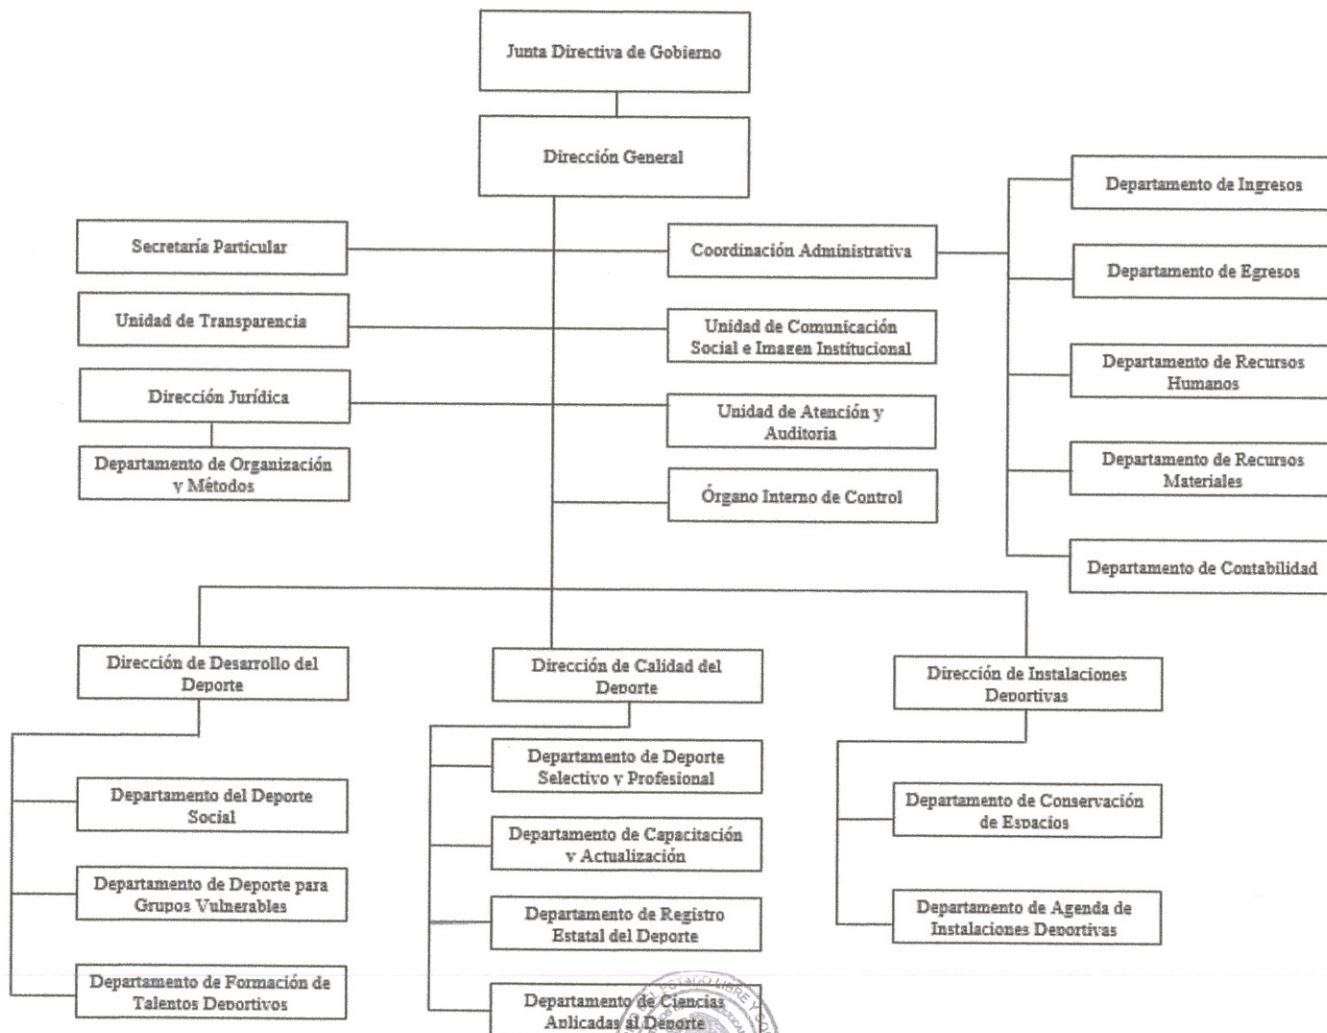 Junta Directiva de Gobierno
Dirección General
Departamento de Ingresos
Secretaría Particular
Coordinación Administrativa
Departamento de Egresos
Unidad de Transparencia
Unidad de Comunicación
Social e Imagen Institucional
Departamento de Recursos
Humanos
Dirección Jurídica
Unidad de Atención y
Auditoria
Departamento de Organización
y Métodos
Departamento de Recursos
Materiales
Órgano Interno de Control
Departamento de Contabilidad
Dirección de Desarrollo del
Deporte
Dirección de Calidad del
Deporte
Dirección de Instalaciones
Deportivas
Departamento del Deporte
Social
Departamento de Deporte para
Grupos Vulnerables
Departamento de Formación de
Talentos Deportivos
Departamento de Deporte
Selectivo y Profesional
Departamento de Capacitación
y Actualización
Departamento de Registro
Estatal del Deporte
Departamento de Ciencias
Aplicadas al Deporte
Departamento de Conservación
de Espacios
Departamento de Agenda de
Instalaciones Deportivas
ESTADO LIBRE Y